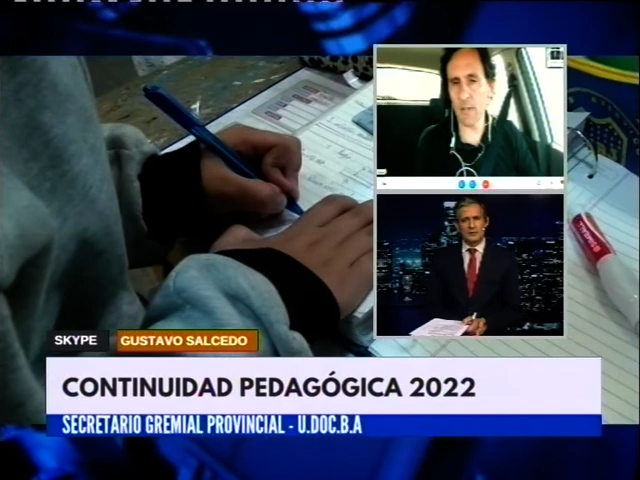 SKYPE
GUSTAVO SALCEDO
CONTINUIDAD PEDAGÓGICA 2022
SECRETARIO GREMIAL PROVINCIAL - U.DOC.B.A